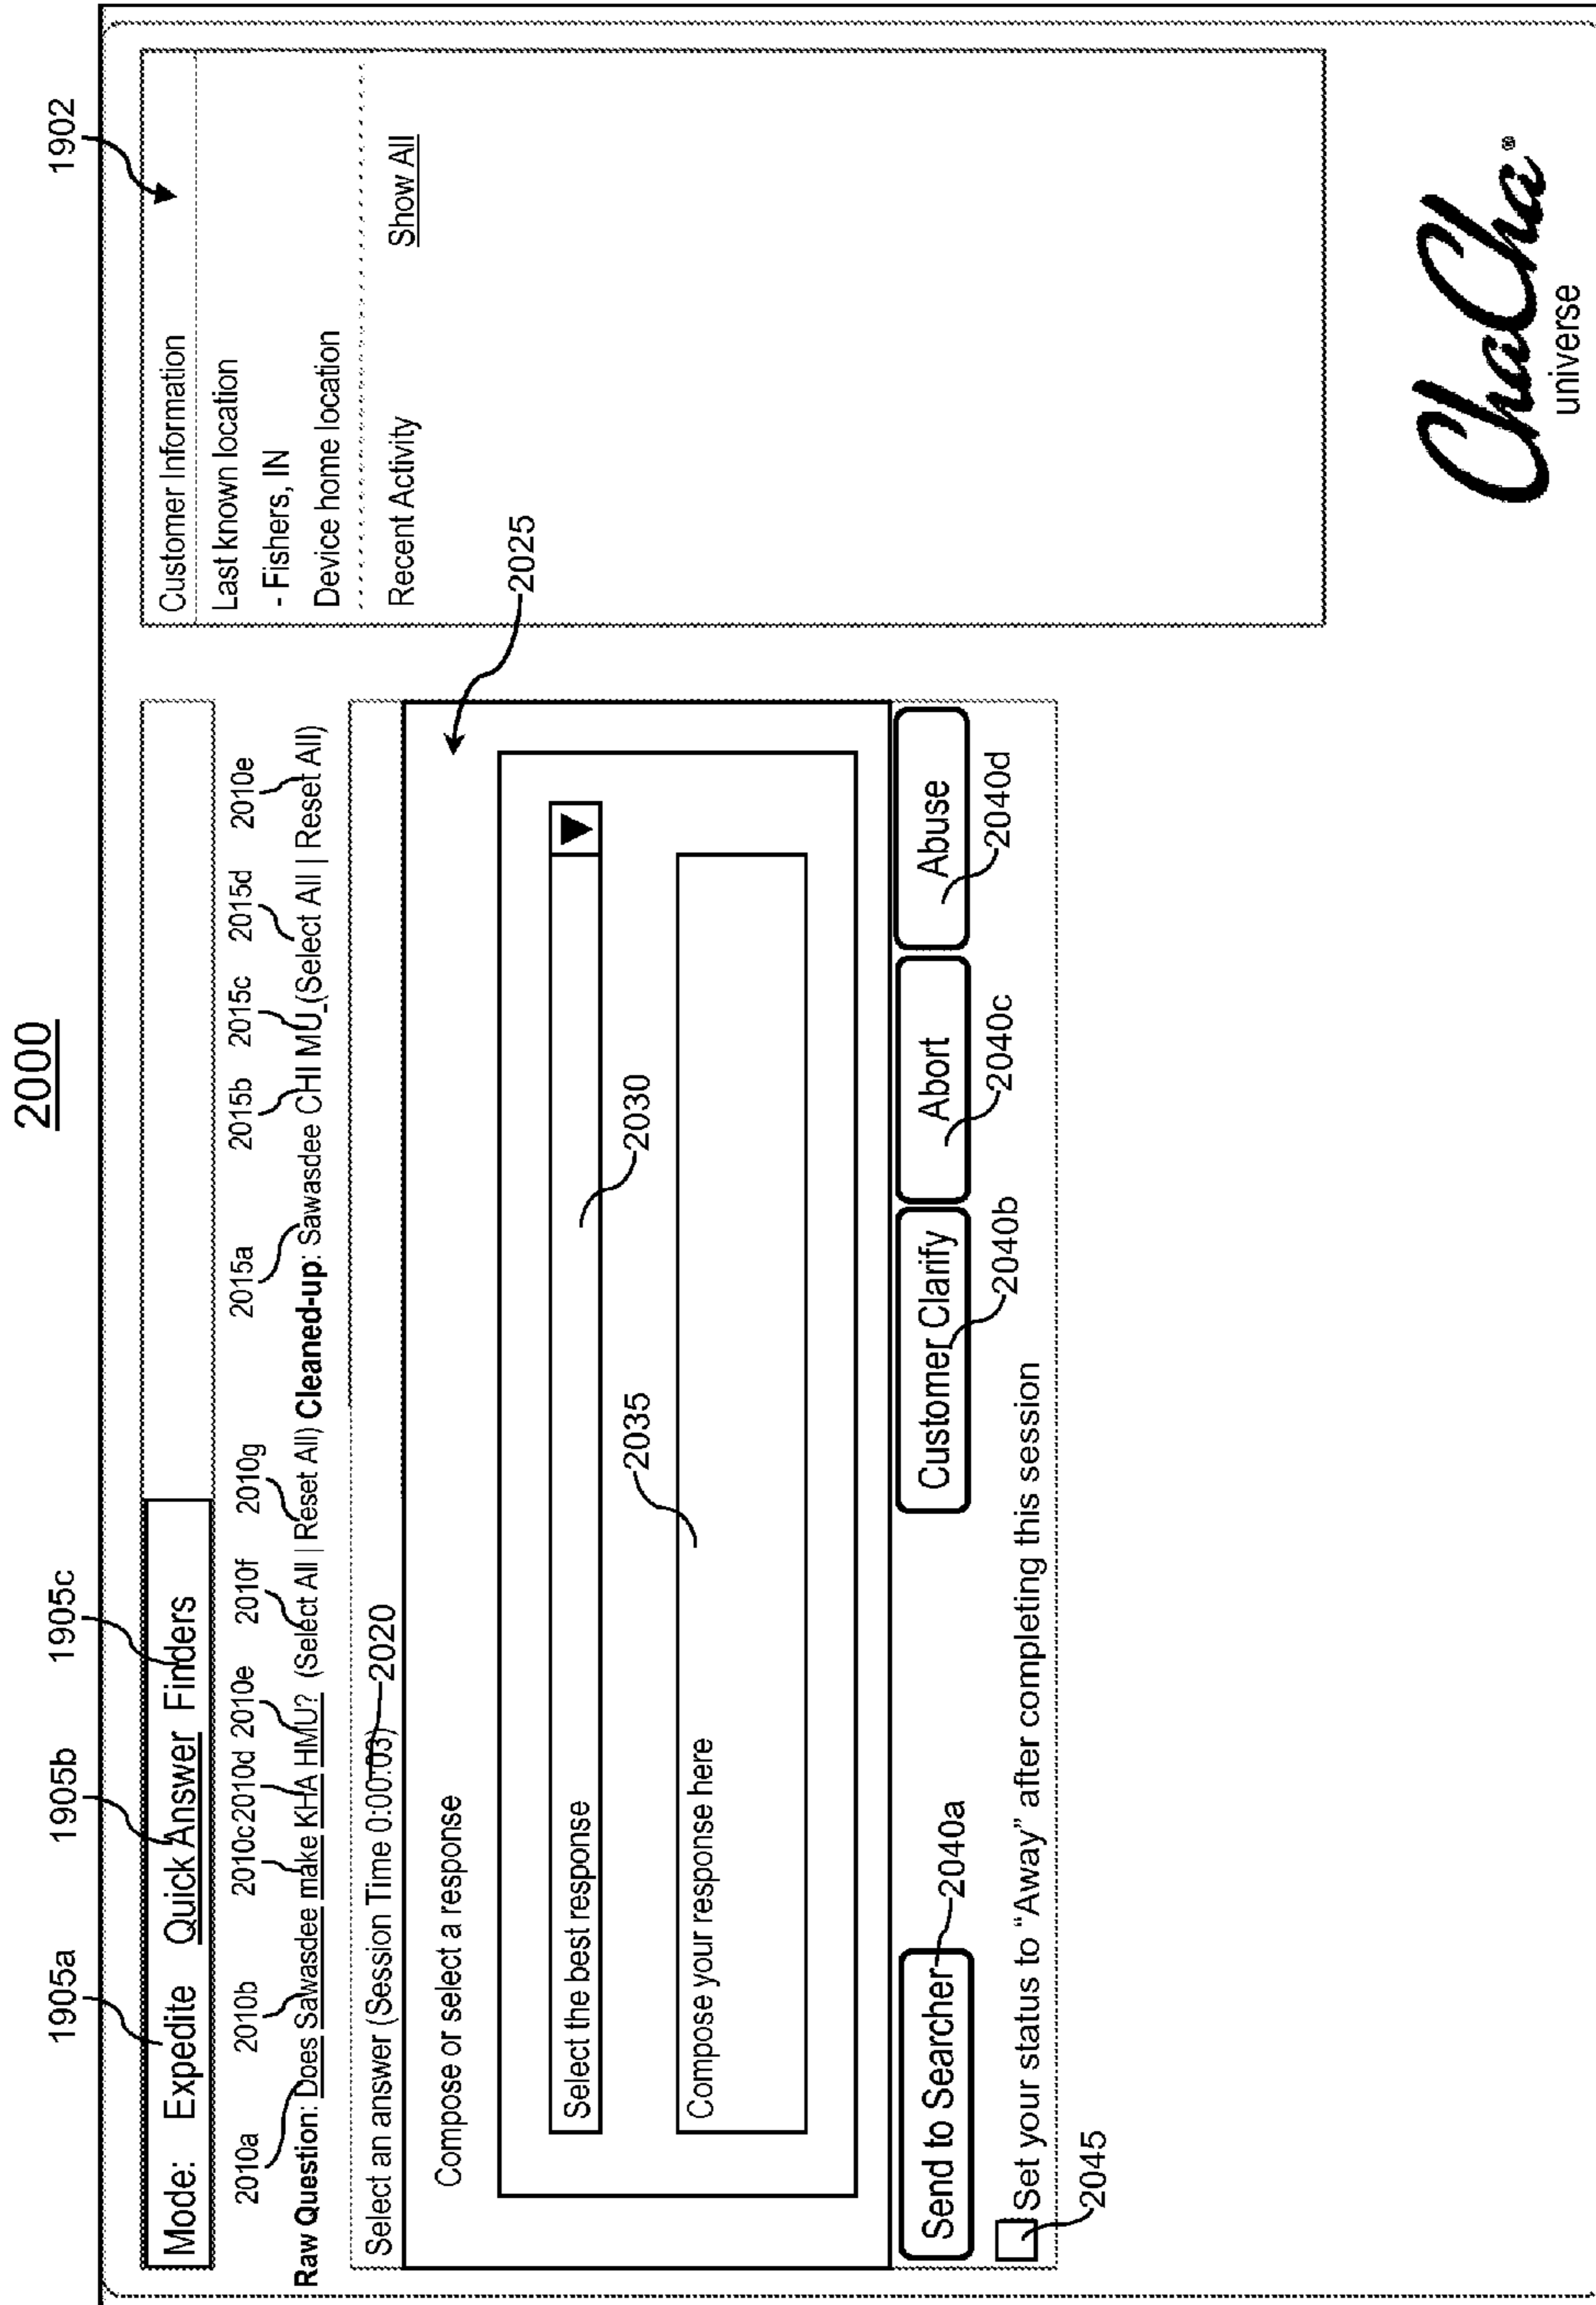 2000
1905a 1905b 1905c 1902
Mode: Expedite Quick Answer Finders
2010a 2010b 2010c 2010d 2010e 2010f 2010g 2015a 2015b 2015c 2015d 2010e
Raw Question: Does Sawasdee make KHA HMU? (Select All | Reset All) Cleaned-up: Sawasdee CHI MU (Select All | Reset All)
Select an answer (Session Time 0:00:03) 2020
Compose or select a response
2025
Select the best response
2030
2035
Compose your response here
Send to Searcher
Customer Clarify
Abort
Abuse
2040a
2040b
2040c
2040d
Set your status to “Away” after completing this session
2045
Customer Information
Last known location
- Fishers, IN
Device home location
Recent Activity Show All
ChaCha®
universe